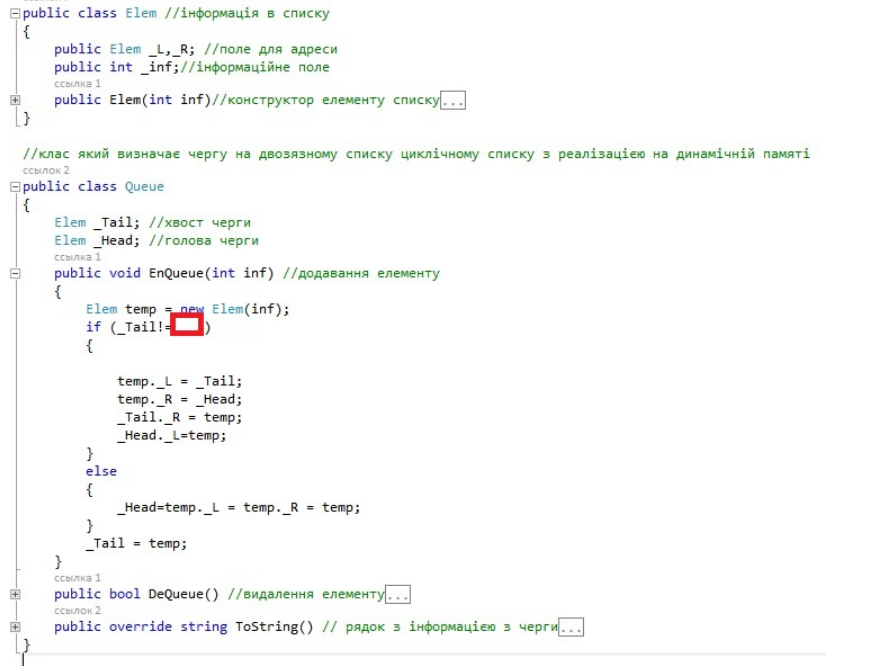 public class Elem //інформація в списку
{
public Elem _L,_R; //поле для адреси
public int _inf;//інформаційне поле
ссылка 1
public Elem(int inf)//конструктор елементу списку...
}
//клас який визначає чергу на двозязному списку циклічному списку з реалізацією на динамічній памяті
ссылок 2
public class Queue
{
Elem _Tail; //хвост черги
Elem _Head; //голова черги
ссылка 1
public void EnQueue(int inf) //додавання елементу
{
Elem temp = new Elem(inf);
if (_Tail!= )
{
temp._L = _Tail;
temp._R = _Head;
_Tail._R = temp;
_Head._L=temp;
}
else
{
_Head=temp._L = temp._R = temp;
}
_Tail = temp;
}
ссылка 1
public bool DeQueue() //видалення елементу...
ссылок 2
public override string ToString() // рядок з інформацією з черги...
}